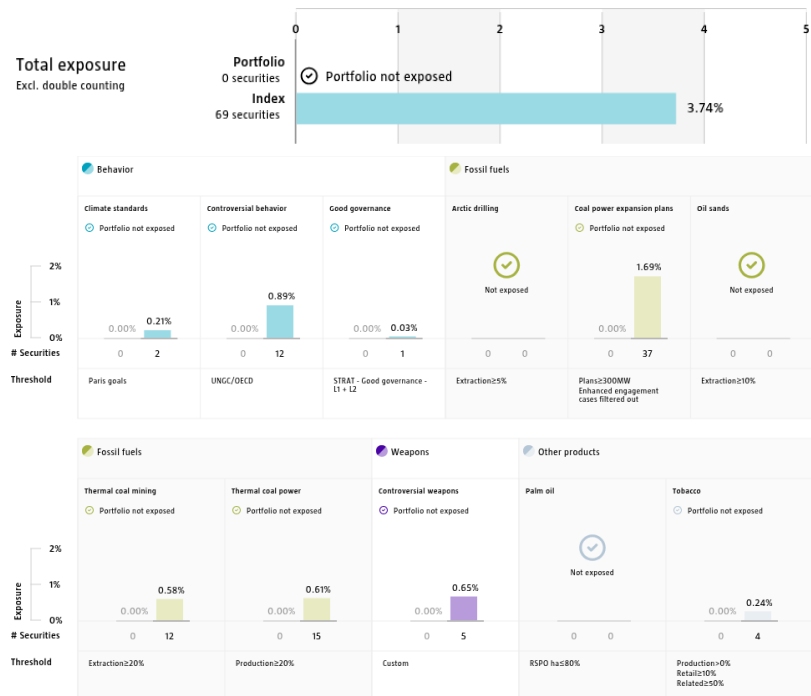 0 1 2 3 4 5
Total exposure
Excl. double counting
Portfolio
0 securities
Portfolio not exposed
Index
69 securities
3.74%
Behavior
Fossil fuels
Climate standards
Controversial behavior
Good governance
Arctic drilling
Coal power expansion plans
Oil sands
Portfolio not exposed
Portfolio not exposed
Portfolio not exposed
Portfolio not exposed
Exposure
2%
1%
0%
0.00% 0.21%
0.00% 0.89%
0.00% 0.03%
Not exposed
0.00% 1.69%
Not exposed
# Securities
0 2
0 12
0 1
0 0
0 37
0 0
Threshold
Paris goals
UNGC/OECD
STRAT - Good governance -
L1 + L2
Extraction≥5%
Plans≥300MW
Enhanced engagement
cases filtered out
Extraction≥10%
Fossil fuels
Weapons
Other products
Thermal coal mining
Thermal coal power
Controversial weapons
Palm oil
Tobacco
Portfolio not exposed
Portfolio not exposed
Portfolio not exposed
Portfolio not exposed
Exposure
2%
1%
0%
0.00% 0.58%
0.00% 0.61%
0.00% 0.65%
Not exposed
0.00% 0.24%
# Securities
0 12
0 15
0 5
0 0
0 4
Threshold
Extraction≥20%
Production≥20%
Custom
RSPO ha≤80%
Production>0%
Retail≥10%
Related≥50%